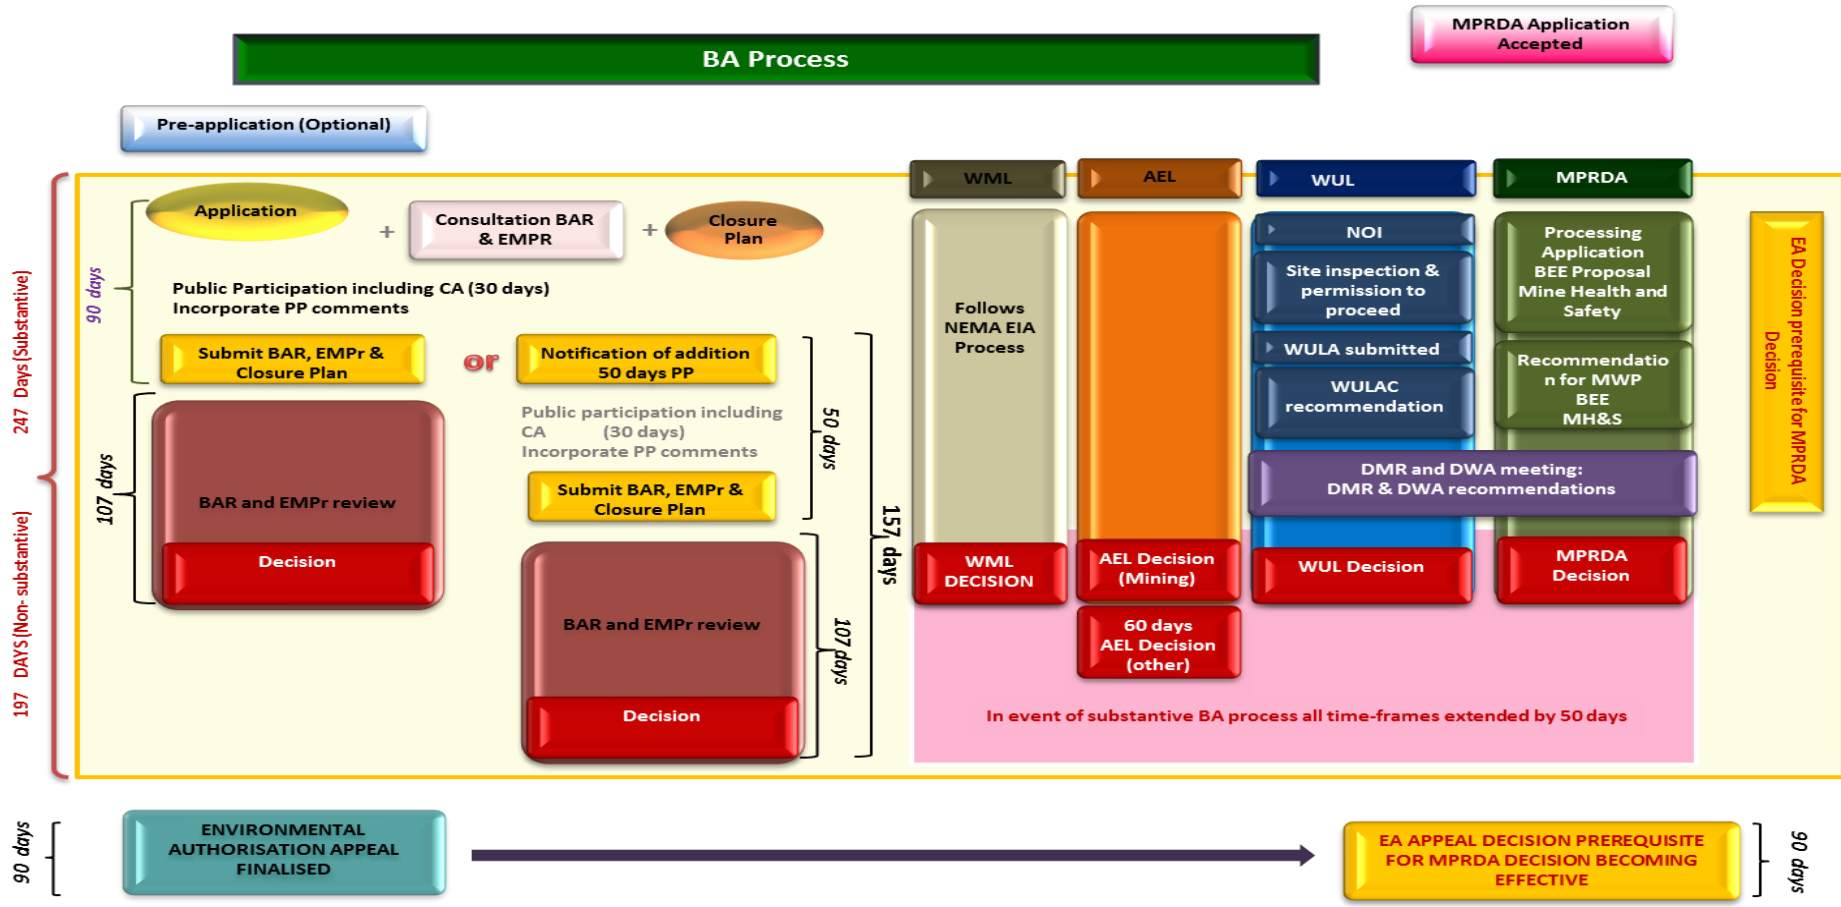 MPRDA Application
Accepted
BA Process
Pre-application (Optional)
247 Days (Substantive)
197 DAYS (Non- substantive)
90 days
Application
+
Consultation BAR
& EMPR
+
Closure
Plan
Public Participation including CA (30 days)
Incorporate PP comments
Submit BAR, EMPr &
Closure Plan
or
Notification of addition
50 days PP
Public participation including
CA (30 days)
Incorporate PP comments
Submit BAR, EMPr &
Closure Plan
50 days
107 days
BAR and EMPr review
Decision
BAR and EMPr review
Decision
107 days
157, days
WML
Follows
NEMA EIA
Process
WML
DECISION
AEL
AEL Decision
(Mining)
60 days
AEL Decision
(other)
WUL
NOI
Site inspection &
permission to
proceed
WULA submitted
WULAC
recommendation
WUL Decision
MPRDA
Processing
Application
BEE Proposal
Mine Health and
Safety
Recommendatio
n for MWP
BEE
MH&S
DMR and DWA meeting:
DMR & DWA recommendations
MPRDA
Decision
In event of substantive BA process all time-frames extended by 50 days
EA Decision prerequisite for MPRDA
Decision
90 days
ENVIRONMENTAL
AUTHORISATION APPEAL
FINALISED
EA APPEAL DECISION PREREQUISITE
FOR MPRDA DECISION BECOMING
EFFECTIVE
90 days